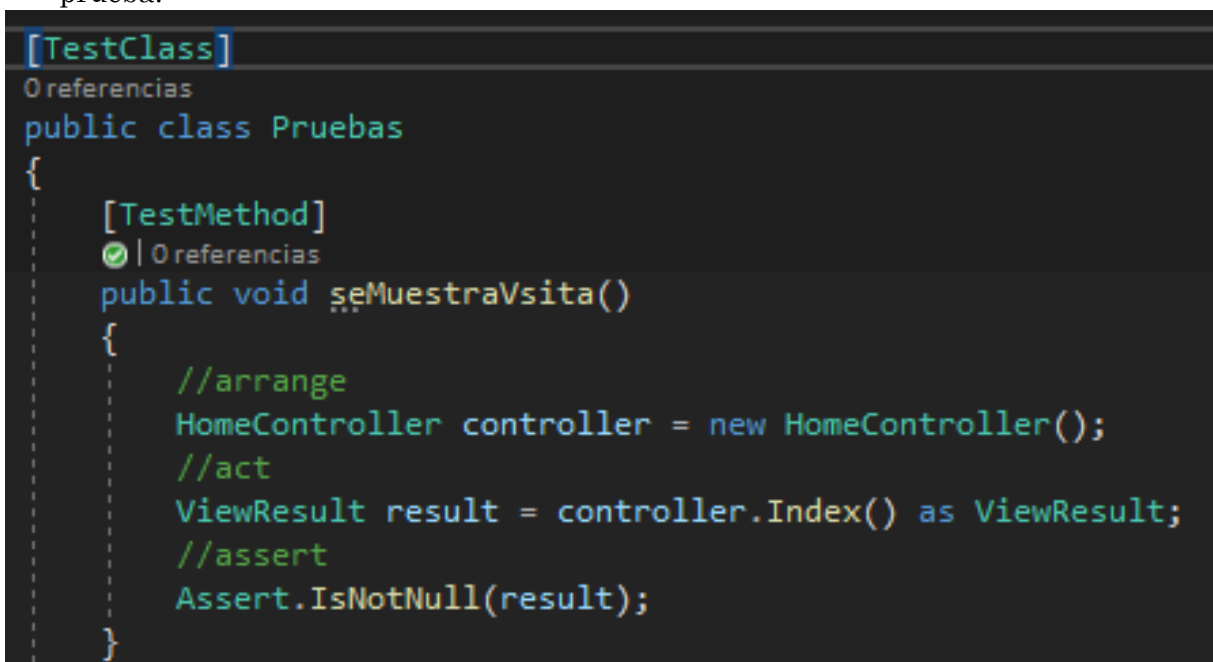 prueba.
[TestClass]
0 referencias
public class Pruebas
{
[TestMethod]
| 0 referencias
public void seMuestraVsita()
{
//arrange
HomeController controller = new HomeController();
//act
ViewResult result = controller.Index() as ViewResult;
//assert
Assert.IsNotNull(result);
}